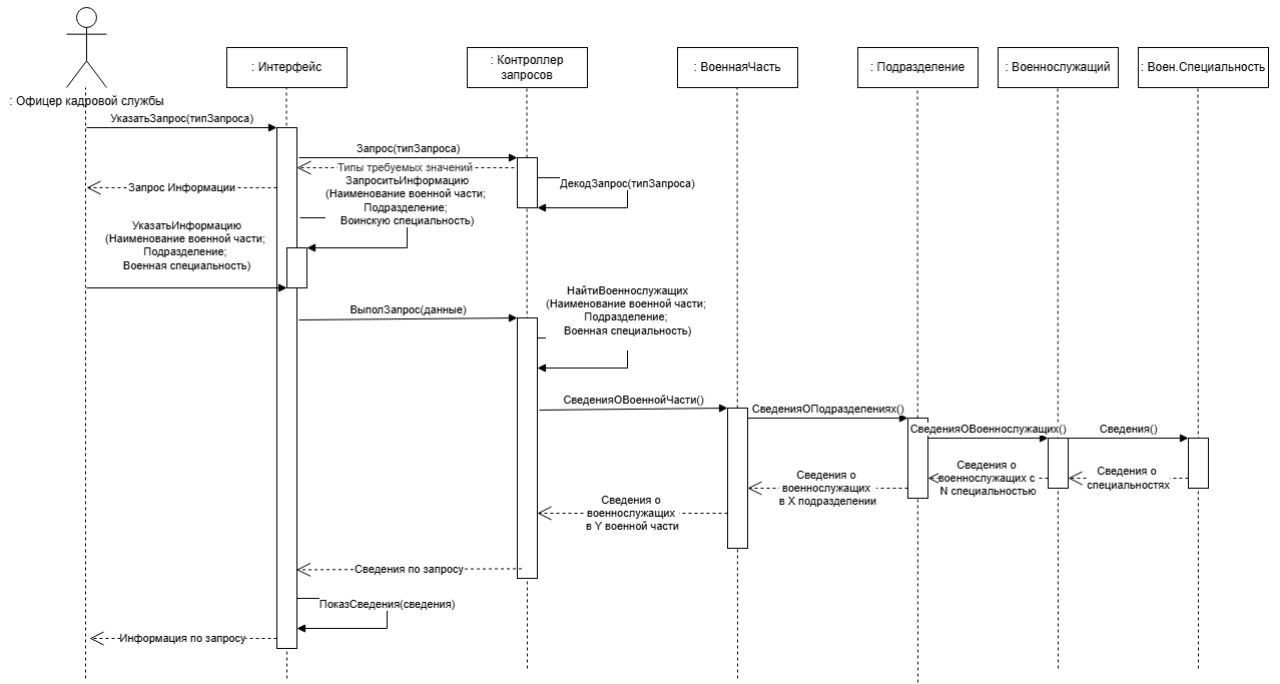 : Офицер кадровой службы
: Интерфейс
: Контроллер
запросов
: ВоеннаяЧасть
: Подразделение
: Военнослужащий
: Воен.Специальность
УказатьЗапрос(типЗапроса)
Запрос(типЗапроса)
Типы требуемых значений
ДекодЗапрос(типЗапроса)
Запрос Информации
ЗапроситьИнформацию
(Наименование военной части;
Подразделение;
Воинскую специальность)
УказатьИнформацию
(Наименование военной части;
Подразделение;
Военная специальность)
ВыполЗапрос(данные)
НайтиВоеннослужащих
(Наименование военной части;
Подразделение;
Военная специальность)
СведенияОВоеннойЧасти()
СведенияОПодразделениях()
СведенияОВоеннослужащих()
Сведения()
Сведения о
специальностях
Сведения о
военнослужащих с
N специальностью
Сведения о
военнослужащих
в X подразделении
Сведения о
военнослужащих
в Y военной части
Сведения по запросу
ПоказСведения(сведения)
Информация по запросу